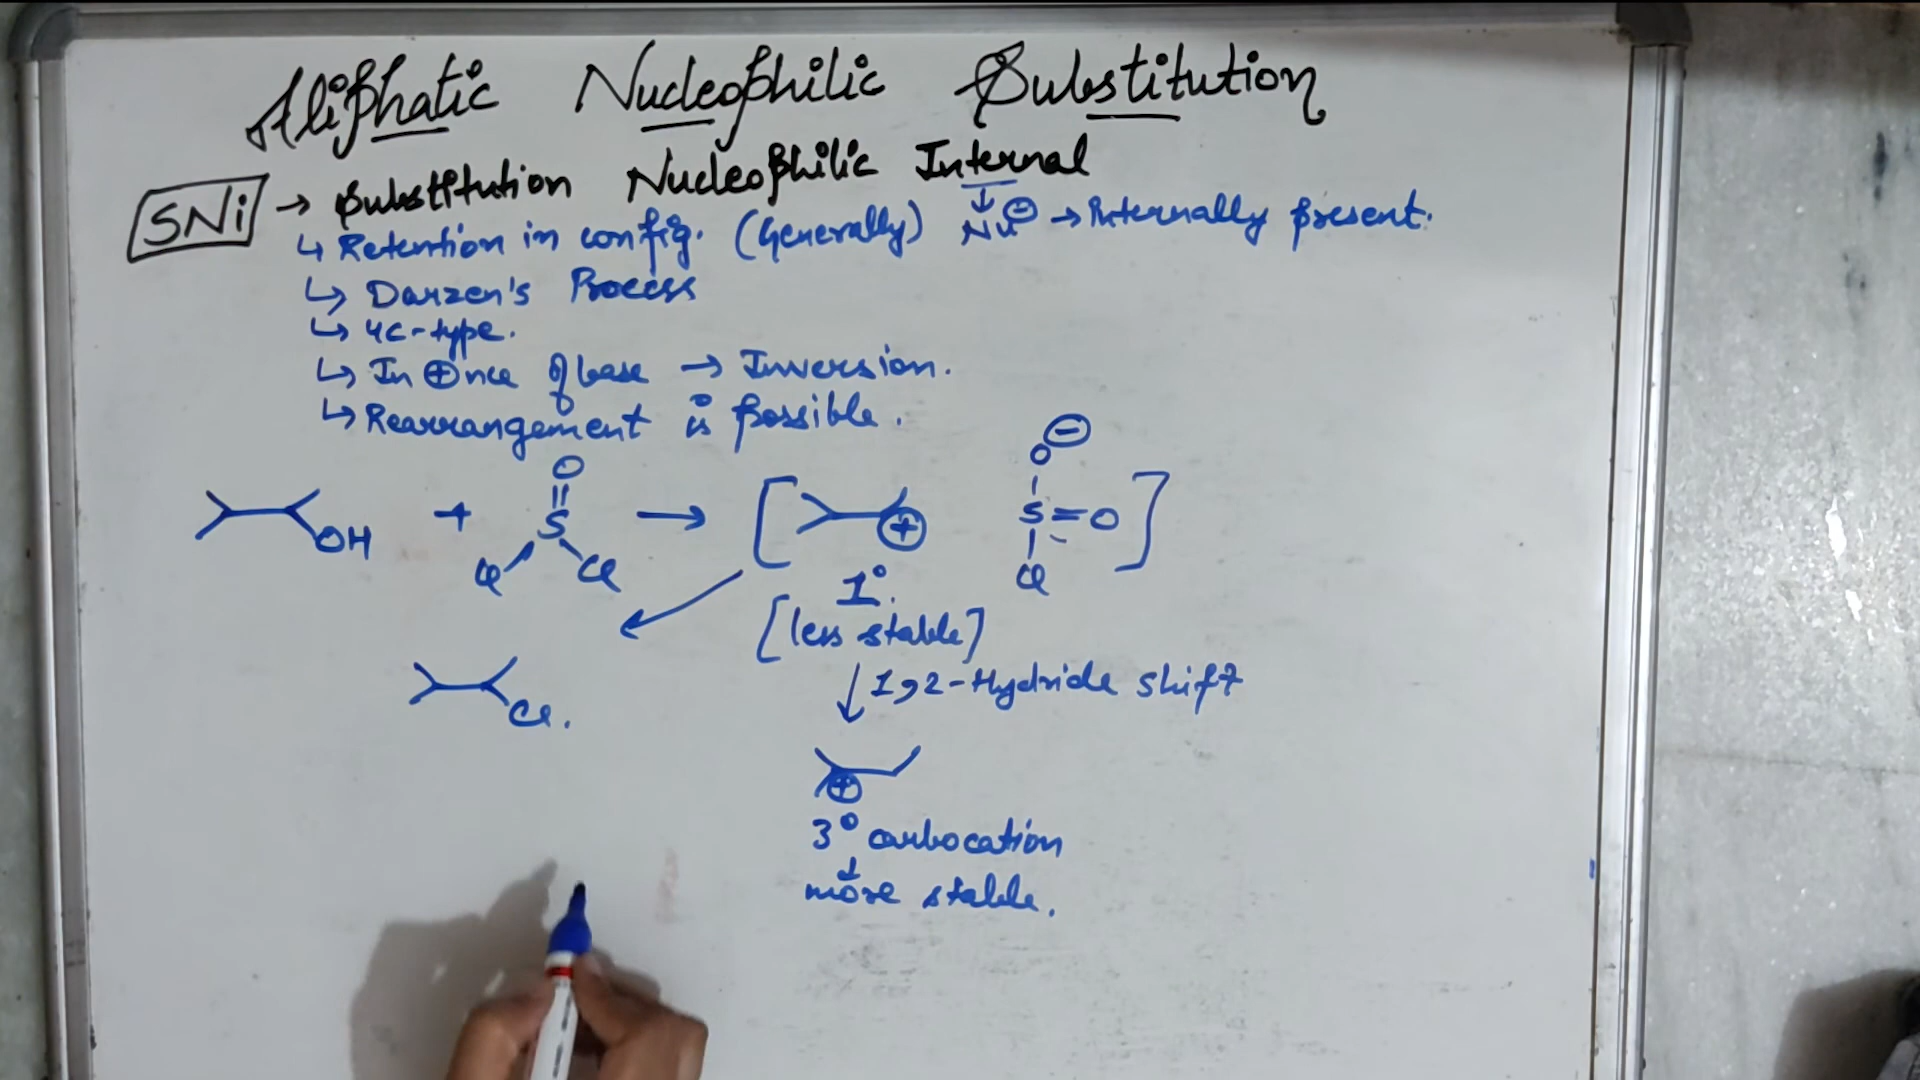 Aliphatic Nucleophilic Substitution
SNi → Substitution Nucleophilic Internal
↳ Retention in config. (Generally) ↓ Nu⊖ → Internally present.
↳ Darzen's Process
↳ 4C-type.
↳ In ⊕nce of base → Inversion.
↳ Rearrangement is possible.
OH + O=S Cl Cl → [⊕ O⊖ S=O Cl]
1°.
[less stable]
↓ 1,2-Hydride shift
Cl.
⊕
3° carbocation
↓
more stable.